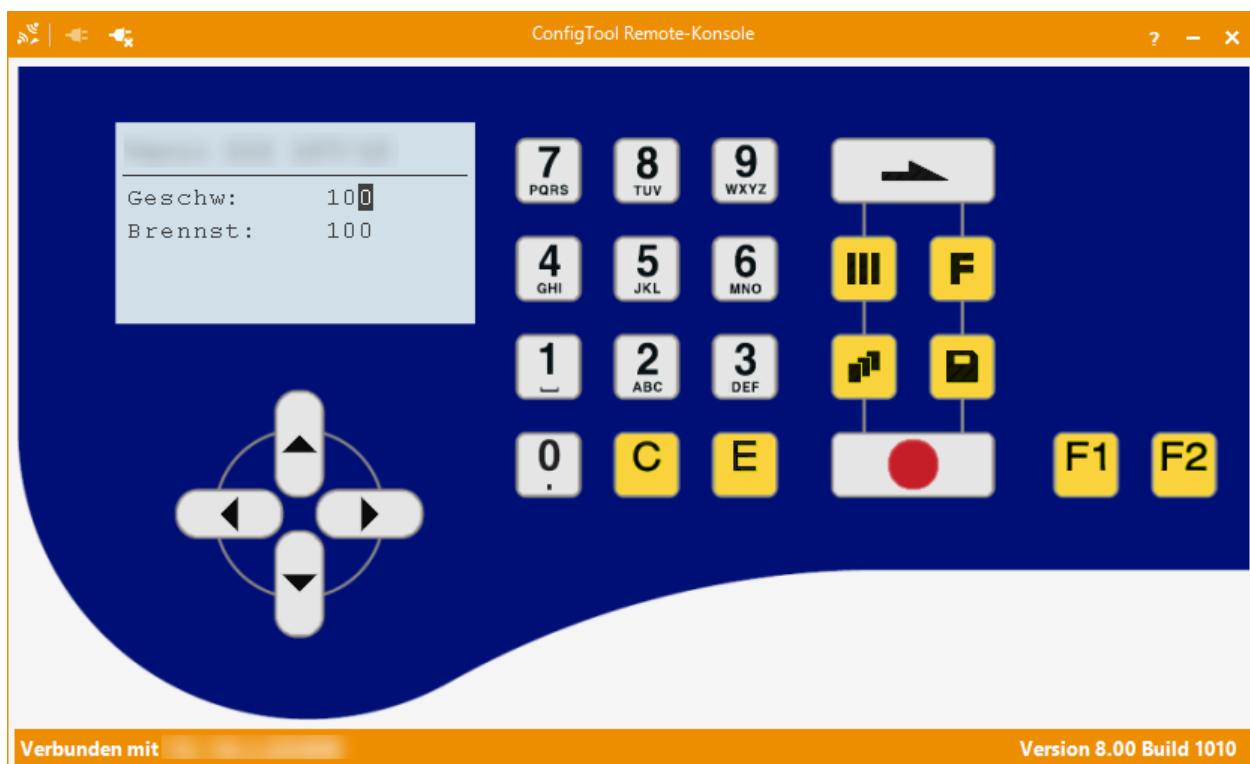 ConfigTool Remote-Konsole
?
Geschw: 100
Brennst: 100
7 8 9
PQRS TUV WXYZ
4 5 6
GHI JKL MNO
F
1 2 3
ABC DEF
0 C E
.
F1 F2
Verbunden mit
Version 8.00 Build 1010